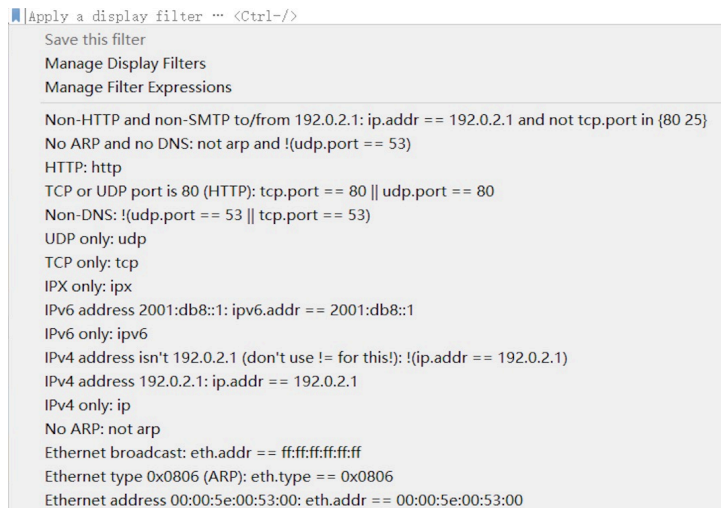 Apply a display filter … <Ctrl-/>
Save this filter
Manage Display Filters
Manage Filter Expressions
Non-HTTP and non-SMTP to/from 192.0.2.1: ip.addr == 192.0.2.1 and not tcp.port in {80 25}
No ARP and no DNS: not arp and !(udp.port == 53)
HTTP: http
TCP or UDP port is 80 (HTTP): tcp.port == 80 || udp.port == 80
Non-DNS: !(udp.port == 53 || tcp.port == 53)
UDP only: udp
TCP only: tcp
IPX only: ipx
IPv6 address 2001:db8::1: ipv6.addr == 2001:db8::1
IPv6 only: ipv6
IPv4 address isn't 192.0.2.1 (don't use != for this!): !(ip.addr == 192.0.2.1)
IPv4 address 192.0.2.1: ip.addr == 192.0.2.1
IPv4 only: ip
No ARP: not arp
Ethernet broadcast: eth.addr == ff:ff:ff:ff:ff:ff
Ethernet type 0x0806 (ARP): eth.type == 0x0806
Ethernet address 00:00:5e:00:53:00: eth.addr == 00:00:5e:00:53:00